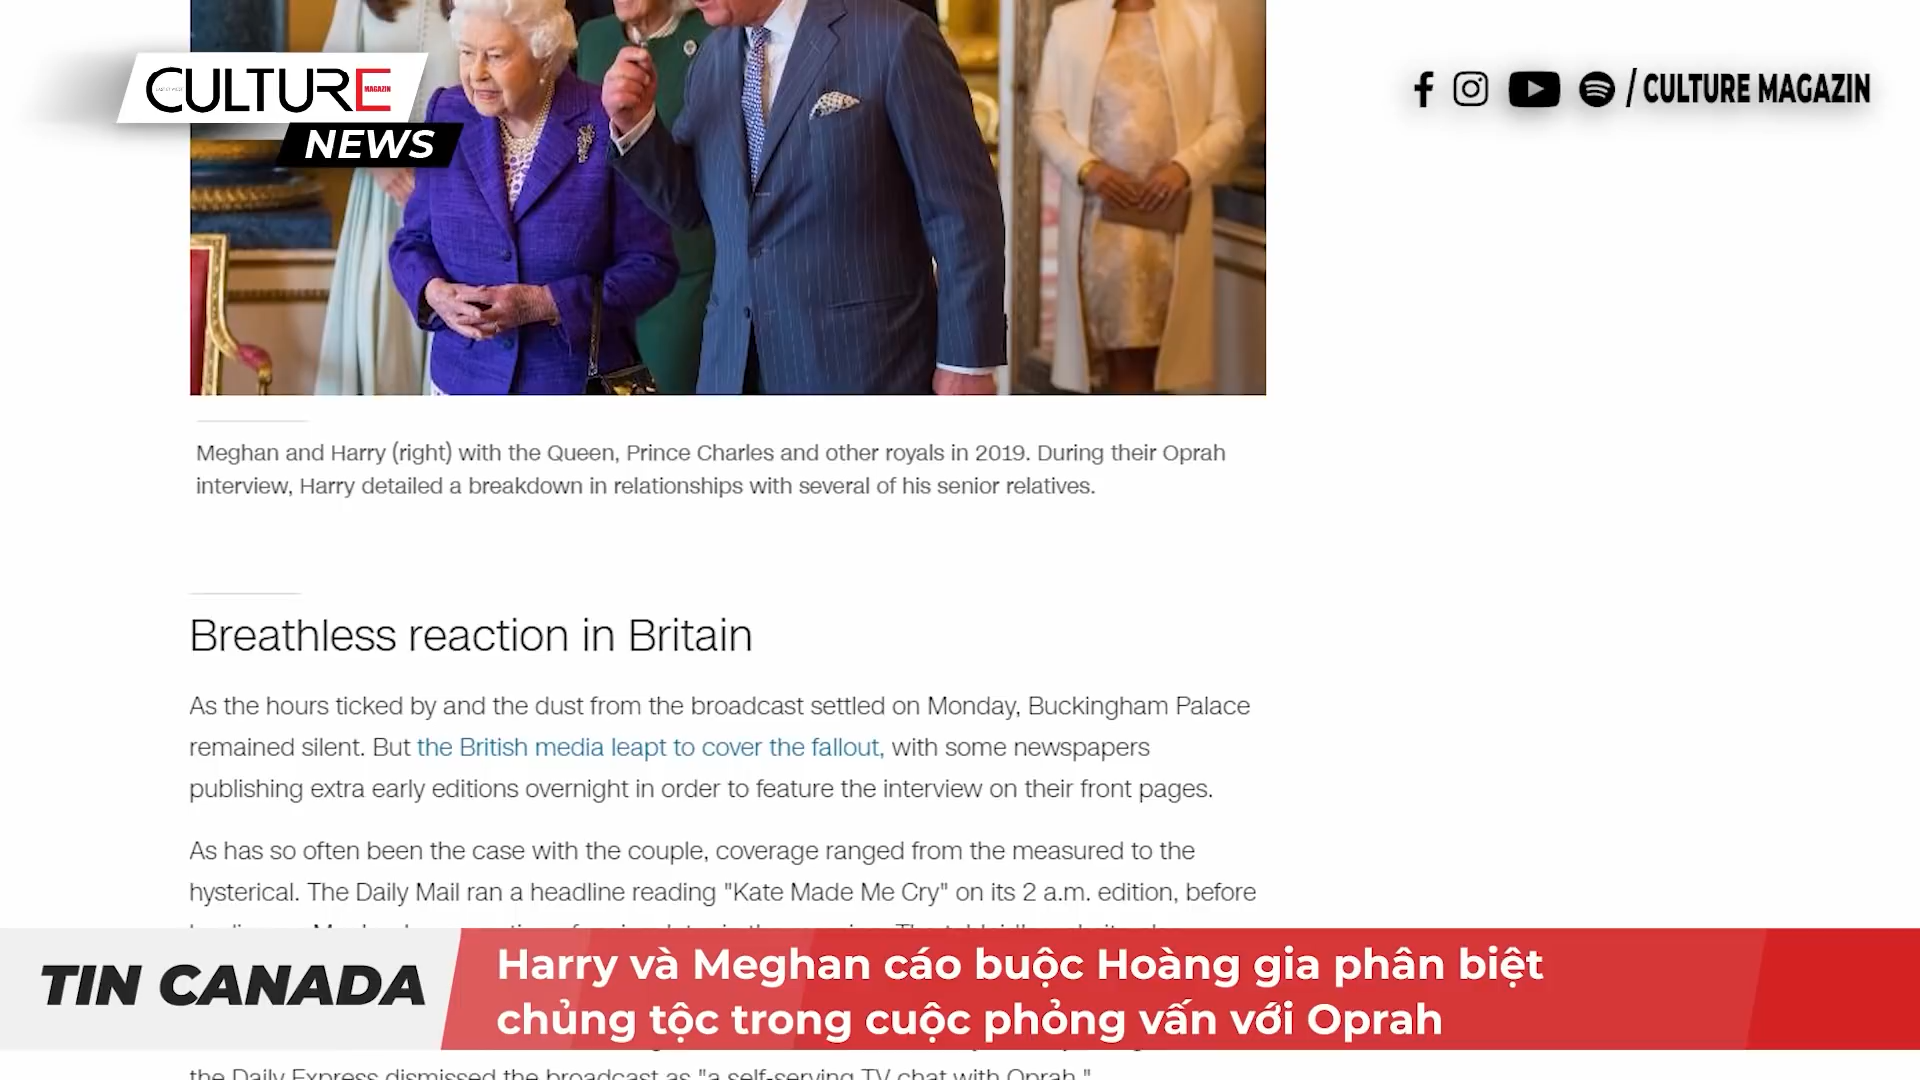 CULTURE
MAGAZIN
NEWS
/ CULTURE MAGAZIN
Meghan and Harry (right) with the Queen, Prince Charles and other royals in 2019. During their Oprah
interview, Harry detailed a breakdown in relationships with several of his senior relatives.
Breathless reaction in Britain
As the hours ticked by and the dust from the broadcast settled on Monday, Buckingham Palace
remained silent. But the British media leapt to cover the fallout, with some newspapers
publishing extra early editions overnight in order to feature the interview on their front pages.
As has so often been the case with the couple, coverage ranged from the measured to the
hysterical. The Daily Mail ran a headline reading "Kate Made Me Cry" on its 2 a.m. edition, before
TIN CANADA
Harry và Meghan cáo buộc Hoàng gia phân biệt
chủng tộc trong cuộc phỏng vấn với Oprah
the Daily Express dismissed the broadcast as "a self-serving TV chat with Oprah."